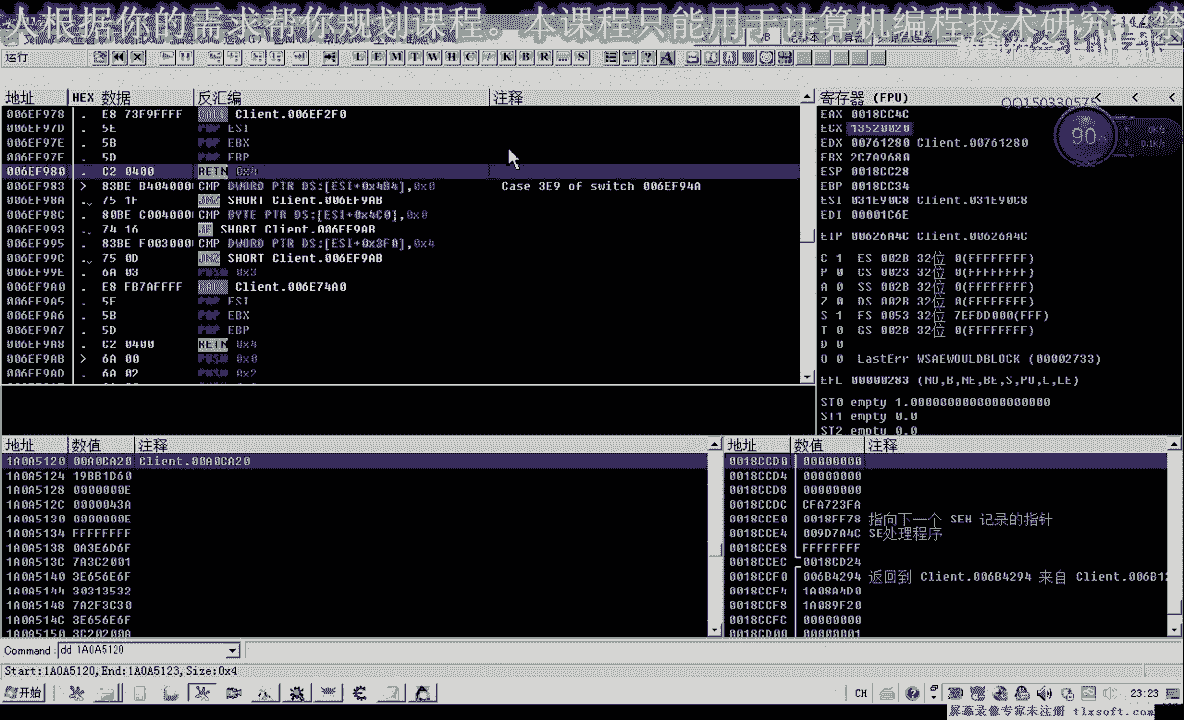 人根据你的需求帮你规划课程。本课程只能用于计算机编程技术研究
运行
L E M T W H C / K B R ... S
地址 HEX 数据 反汇编 注释
006EF978 . E8 73F9FFFF Client.006EF2F0
006EF97D . 5E POP ESI
006EF97E . 5B POP EBX
006EF97F . 5D POP EBP
006EF980 . C2 0400 RETN 0x4
006EF983 > 83BE B404000 CMP DWORD PTR DS:[ESI+0x4B4],0x0 Case 3E9 of switch 006EF94A
006EF98A . 75 1F JNZ SHORT Client.006EF9AB
006EF98C . 80BE C004000 CMP BYTE PTR DS:[ESI+0x4C0],0x0
006EF993 . 74 16 JE SHORT Client.006EF9AB
006EF995 . 83BE F003000 CMP DWORD PTR DS:[ESI+0x3F0],0x4
006EF99C . 75 0D JNZ SHORT Client.006EF9AB
006EF99E . 6A 03 PUSH 0x3
006EF9A0 . E8 FB7AFFFF Client.006E74A0
006EF9A5 . 5E POP ESI
006EF9A6 . 5B POP EBX
006EF9A7 . 5D POP EBP
006EF9A8 . C2 0400 RETN 0x4
006EF9AB > 6A 00 PUSH 0x0
006EF9AD . 6A 02 PUSH 0x2
寄存器 (FPU) < < <
QQ150330575
90
EAX 0018CC4C
ECX 13520020
EDX 00761280 Client.00761280
EBX 2C7A968A
ESP 0018CC28
EBP 0018CC34
ESI 031E90C8 Client.031E90C8
EDI 00001C6E
EIP 00626A4C Client.00626A4C
C 1 ES 002B 32位 0(FFFFFFFF)
P 0 CS 0023 32位 0(FFFFFFFF)
A 0 SS 002B 32位 0(FFFFFFFF)
Z 0 DS 002B 32位 0(FFFFFFFF)
S 1 FS 0053 32位 7EFDD000(FFF)
T 0 GS 002B 32位 0(FFFFFFFF)
D 0
O 0 LastErr WSAEWOULDBLOCK (00002733)
EFL 00000283 (NO,B,NE,BE,S,PO,L,LE)
ST0 empty 1.0000000000000000000
ST1 empty 0.0
ST2 empty 0.0
地址 数值 注释
1A0A5120 00A0CA20 Client.00A0CA20
1A0A5124 19BB1D60
1A0A5128 0000000E
1A0A512C 0000043A
1A0A5130 0000000E
1A0A5134 FFFFFFFF
1A0A5138 0A3E6D6F
1A0A513C 7A3C2001
1A0A5140 3E656E6F
1A0A5144 30313532
1A0A5148 7A2F3C30
1A0A514C 3E656E6F
1A0A5150 3C20200A
地址 数值 注释
0018CCD0 00000000
0018CCD4 00000000
0018CCD8 00000000
0018CCDC CFA723FA
0018CCE0 0018FF78 指向下一个 SEH 记录的指针
0018CCE4 009D7A4C SE处理程序
0018CCE8 FFFFFFFF
0018CCEC 0018CD24
0018CCF0 006B4294 返回到 Client.006B4294 来自 Client.006B1
0018CCF4 1A08A4D0
0018CCF8 1A089F20
0018CCFC 00000000
0018CD00 00000001
Command: dd 1A0A5120
Start:1A0A5120,End:1A0A5123,Size:0x4
开始
CH
23:23
屏幕录像专家未注册 tlxsoft.com